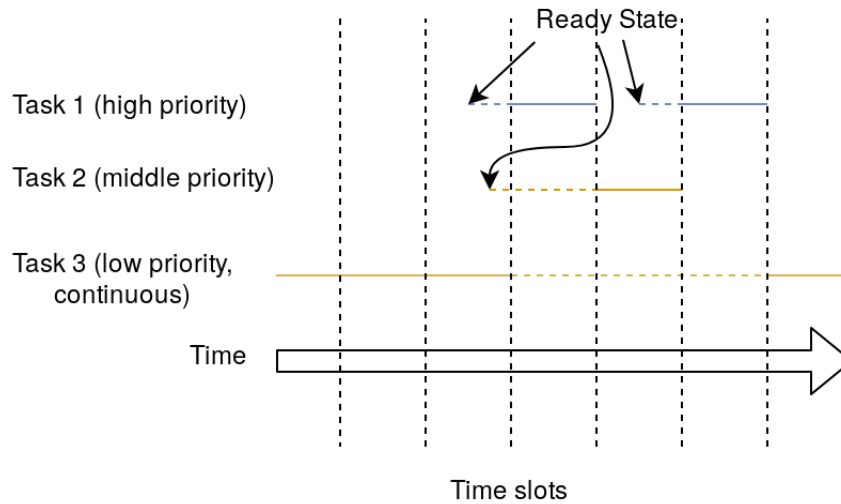 Ready State
Task 1 (high priority)
Task 2 (middle priority)
Task 3 (low priority,
continuous)
Time
Time slots